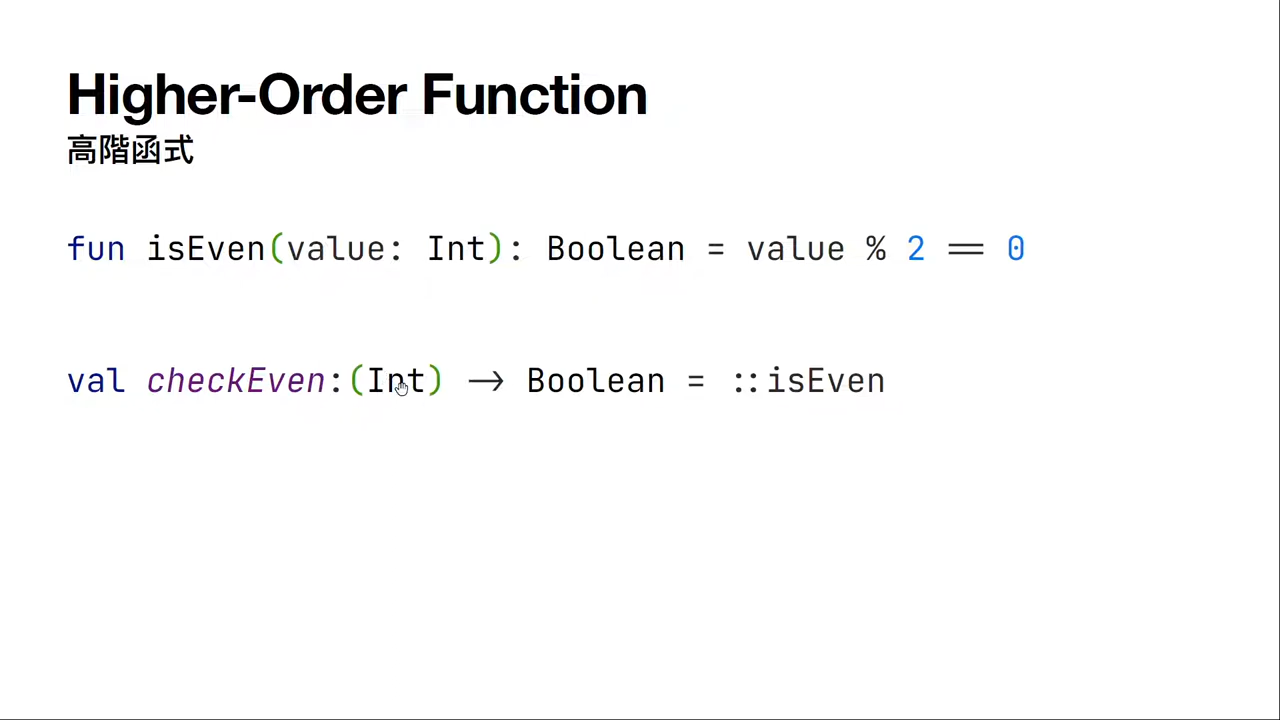 Higher-Order Function
高階函式
fun isEven(value: Int): Boolean = value % 2 == 0
val checkEven:(Int) -> Boolean = ::isEven